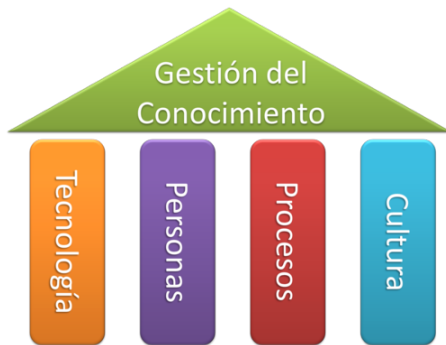 Gestión del
Conocimiento
Tecnología
Personas
Procesos
Cultura